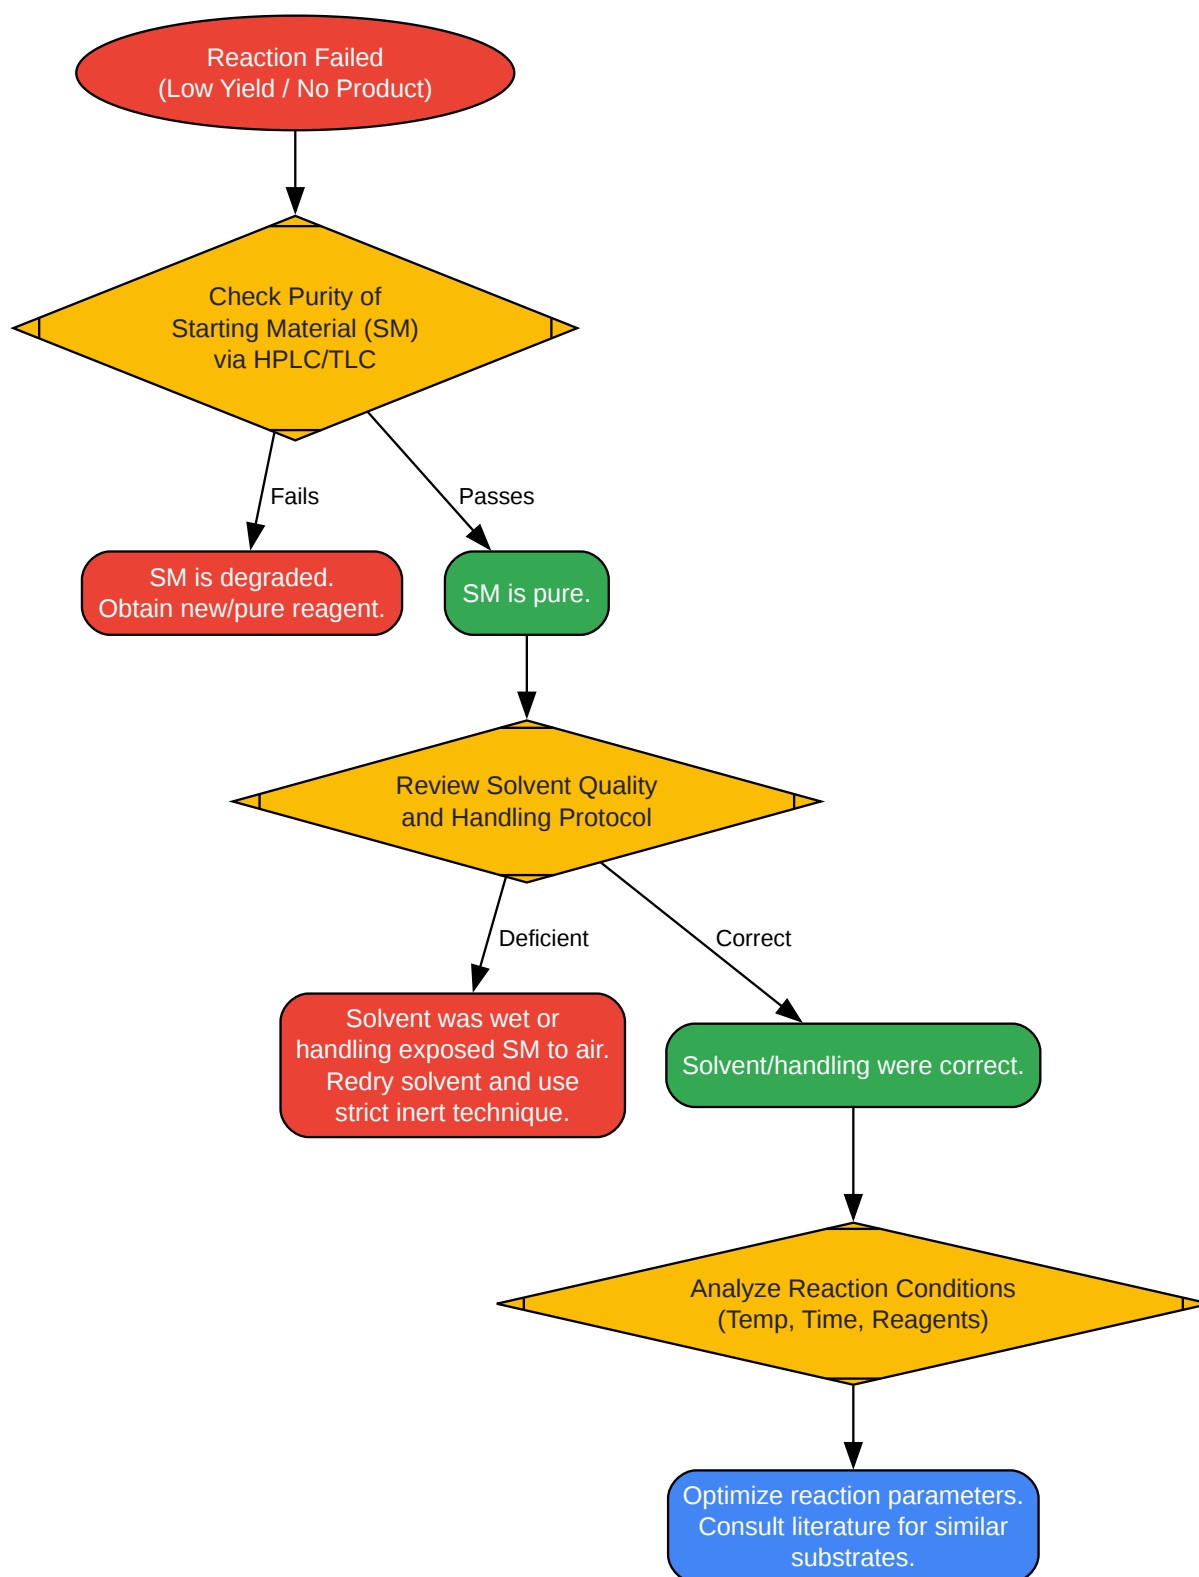 Reaction Failed
(Low Yield / No Product)
Check Purity of
Starting Material (SM)
via HPLC/TLC
Fails
Passes
SM is degraded.
Obtain new/pure reagent.
SM is pure.
Review Solvent Quality
and Handling Protocol
Deficient
Correct
Solvent was wet or
handling exposed SM to air.
Redry solvent and use
strict inert technique.
Solvent/handling were correct.
Analyze Reaction Conditions
(Temp, Time, Reagents)
Optimize reaction parameters.
Consult literature for similar
substrates.